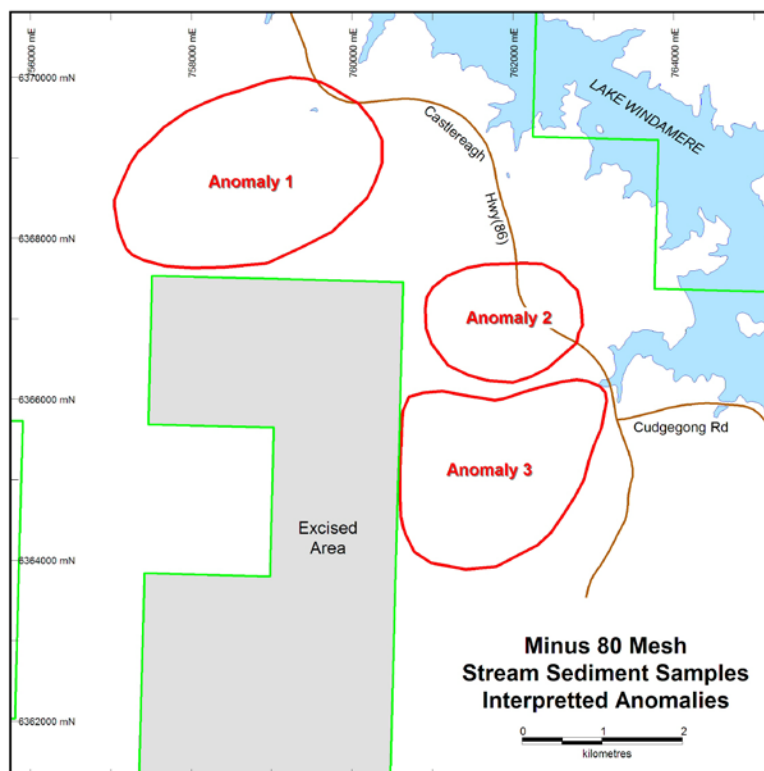 756000 mE
758000 mE
760000 mE
762000 mE
764000 mE
6370000 mN
LAKE WINDAMERE
Castlereagh
Anomaly 1
Hwy(86)
6368000 mN
Anomaly 2
6366000 mN
Cudgegong Rd
Anomaly 3
Excised
Area
6364000 mN
Minus 80 Mesh
Stream Sediment Samples
Interpretted Anomalies
6362000 mN
0 1 2
kilometres